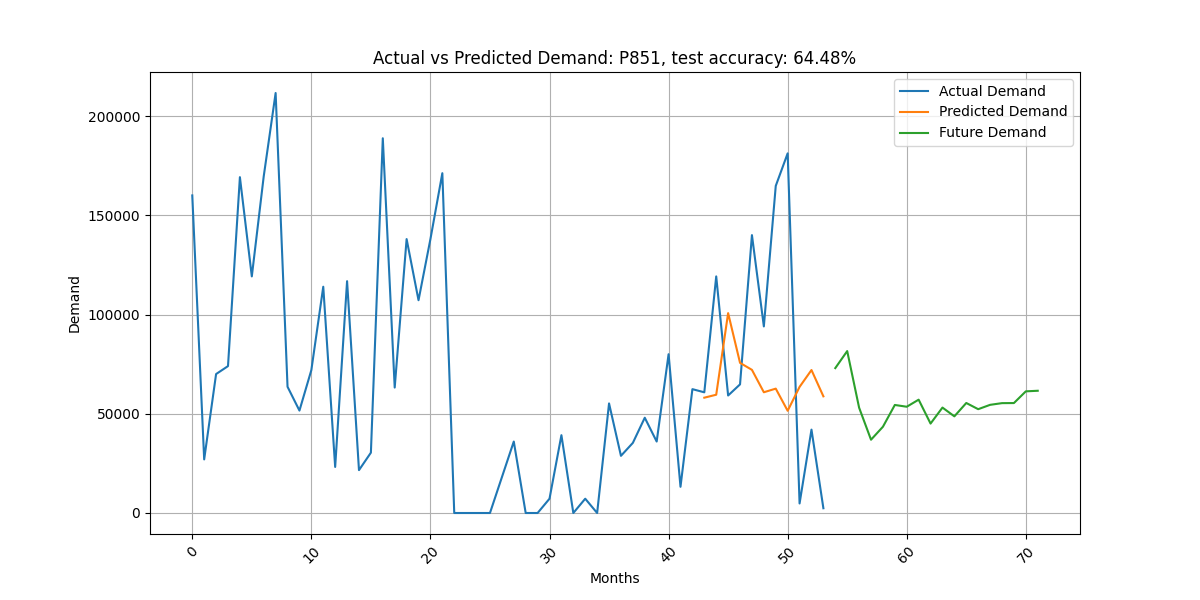 Actual vs Predicted Demand: P851, test accuracy: 64.48%
Actual Demand
Predicted Demand
Future Demand
200000
150000
100000
50000
0
Demand
0 10 20 30 40 50 60 70
Months